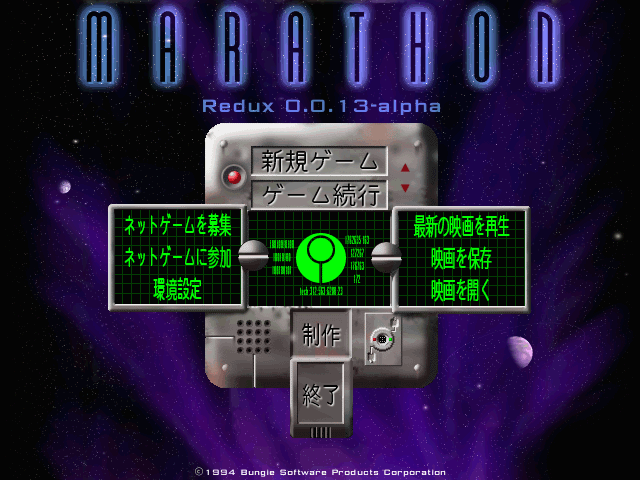 MARATHON
Redux 0.0.13-alpha
新規ゲーム
ゲーム続行
ネットゲームを募集
ネットゲームに参加
環境設定
最新の映画を再生
映画を保存
映画を開く
制作
終了
©1994 Bungie Software Products Corporation